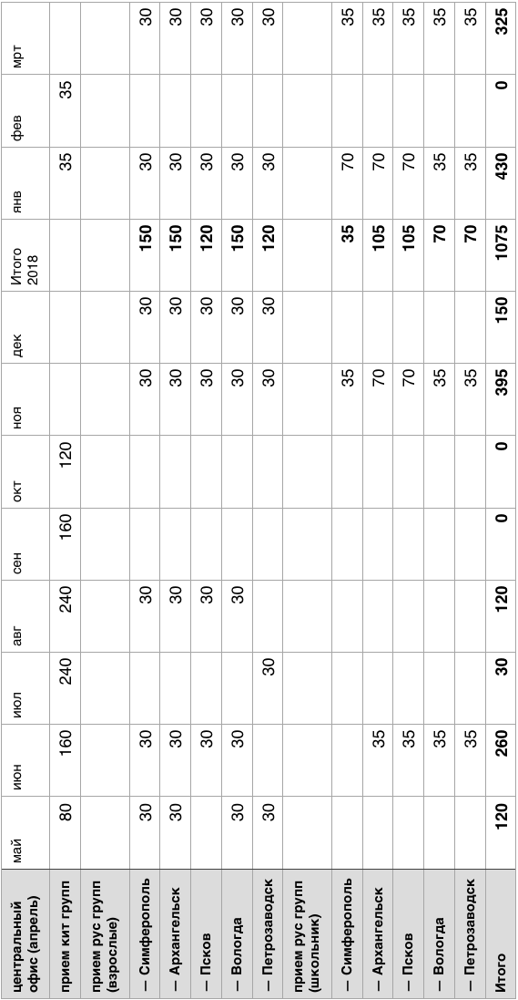 центральный
офис (апрель) май июн июл авг сен окт ноя дек Итого
2018 янв фев мрт
прием кит групп 80 160 240 240 160 120 35 35
прием рус групп
(взрослые)
— Симферополь 30 30 30 30 30 150 30 30
— Архангельск 30 30 30 30 30 150 30 30
— Псков 30 30 30 30 120 30 30
— Вологда 30 30 30 30 30 150 30 30
— Петрозаводск 30 30 30 30 120 30 30
прием рус групп
(школьник)
— Симферополь 35 35 70 35
— Архангельск 35 70 105 70 35
— Псков 35 70 105 70 35
— Вологда 35 35 70 35 35
— Петрозаводск 35 35 70 35 35
Итого 120 260 30 120 0 0 395 150 1075 430 0 325